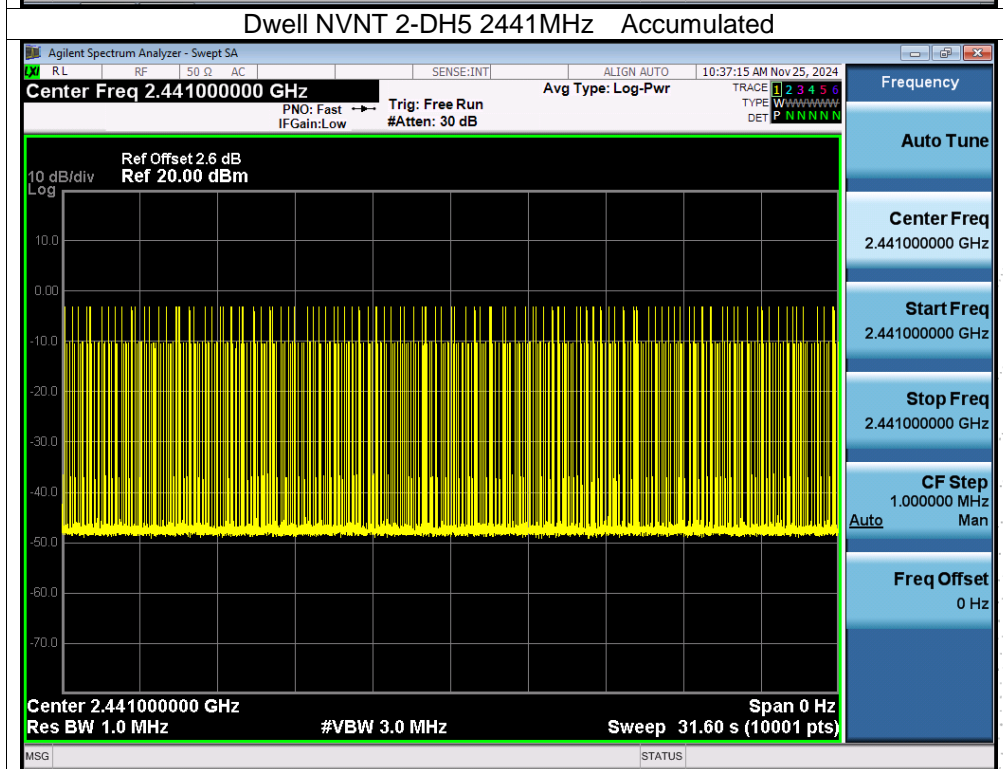 Dwell NVNT 2-DH5 2441MHz    Accumulated
Agilent Spectrum Analyzer - Swept SA
LXI RL RF 50 Ω AC SENSE:INT ALIGN AUTO 10:37:15 AM Nov 25, 2024
Center Freq 2.441000000 GHz
PNO: Fast
IFGain:Low
Trig: Free Run
#Atten: 30 dB
Avg Type: Log-Pwr
TRACE 1 2 3 4 5 6
TYPE WWWWWWW
DET P N N N N N
Ref Offset 2.6 dB
10 dB/div Ref 20.00 dBm
Log
10.0
0.00
-10.0
-20.0
-30.0
-40.0
-50.0
-60.0
-70.0
Center 2.441000000 GHz Span 0 Hz
Res BW 1.0 MHz #VBW 3.0 MHz Sweep 31.60 s (10001 pts)
MSG STATUS
Frequency
Auto Tune
Center Freq
2.441000000 GHz
Start Freq
2.441000000 GHz
Stop Freq
2.441000000 GHz
CF Step
1.000000 MHz
Auto Man
Freq Offset
0 Hz